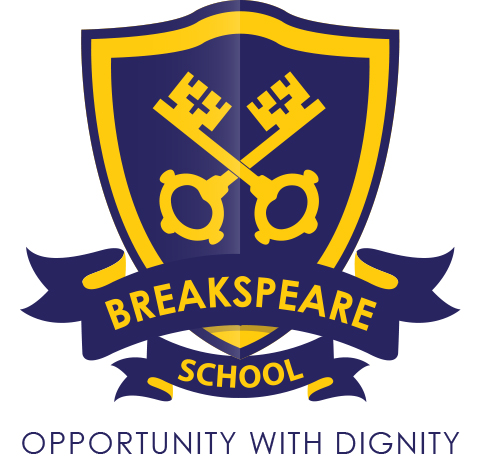 BREAKSPEARE
SCHOOL
OPPORTUNITY WITH DIGNITY